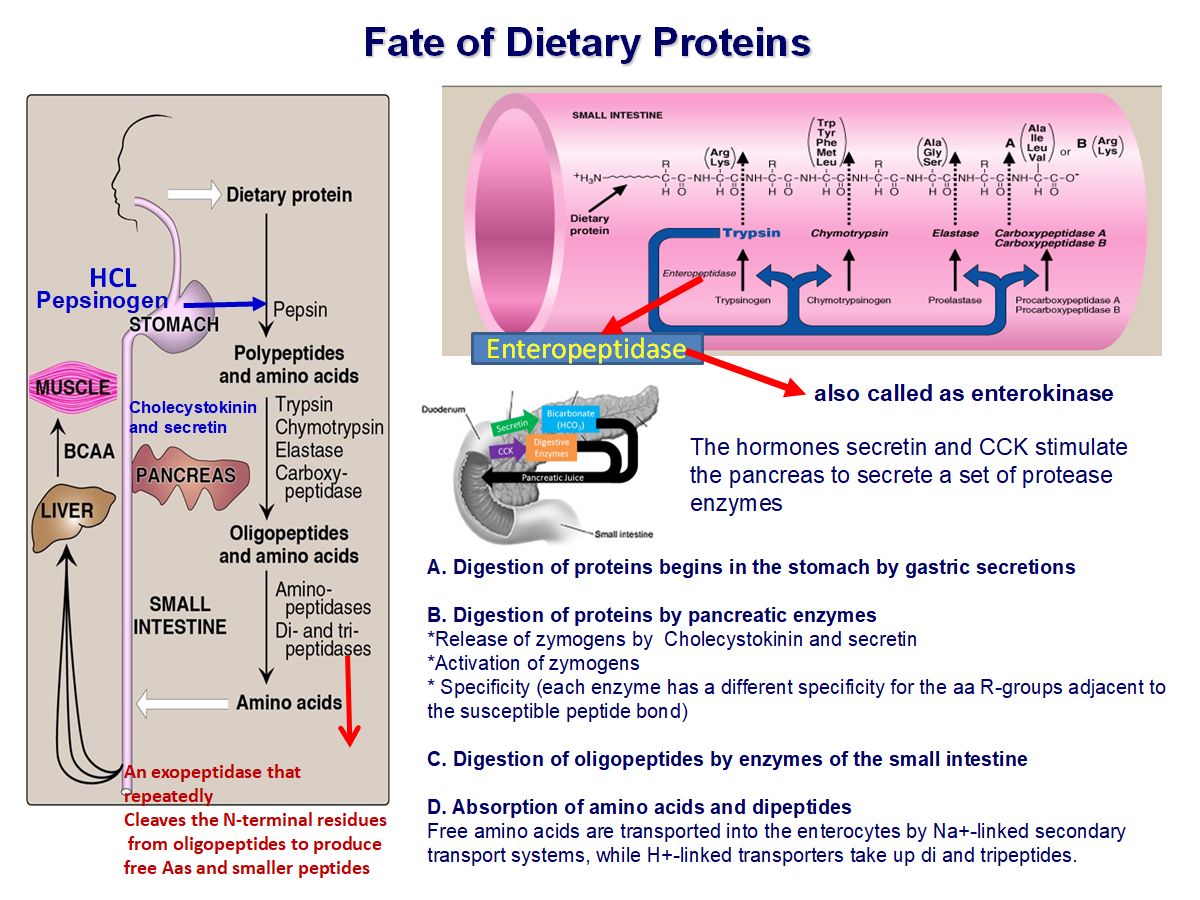 Fate of Dietary Proteins
Dietary protein
HCL
Pepsinogen
STOMACH
Pepsin
Polypeptides
and amino acids
MUSCLE
Cholecystokinin
and secretin
Trypsin
Chymotrypsin
Elastase
Carboxy-
peptidase
BCAA
PANCREAS
LIVER
Oligopeptides
and amino acids
SMALL
INTESTINE
Amino-
peptidases
Di- and tri-
peptidases
Amino acids
An exopeptidase that
repeatedly
Cleaves the N-terminal residues
from oligopeptides to produce
free Aas and smaller peptides
SMALL INTESTINE
Arg
Lys
Trp
Tyr
Phe
Met
Leu
Ala
Gly
Ser
A
Ala
Ile
Leu
Val
or
B
Arg
Lys
R R R R R
+H3N- C-C-NH-C-C-NH-C-C-NH-C-C-NH-C-C-NH-C-C-NH-C-C-NH-C-C-O-
H O H O H O H O H O H O H O H O
Dietary
protein
Trypsin
Chymotrypsin
Elastase
Carboxypeptidase A
Carboxypeptidase B
Enteropeptidase
Trypsinogen
Chymotrypsinogen
Proelastase
Procarboxypeptidase A
Procarboxypeptidase B
Enteropeptidase
also called as enterokinase
Duodenum
Secretin
Bicarbonate
(HCO3)
CCK
Digestive
Enzymes
Pancreatic Juice
Small intestine
The hormones secretin and CCK stimulate
the pancreas to secrete a set of protease
enzymes
A. Digestion of proteins begins in the stomach by gastric secretions
B. Digestion of proteins by pancreatic enzymes
*Release of zymogens by Cholecystokinin and secretin
*Activation of zymogens
* Specificity (each enzyme has a different specificity for the aa R-groups adjacent to
the susceptible peptide bond)
C. Digestion of oligopeptides by enzymes of the small intestine
D. Absorption of amino acids and dipeptides
Free amino acids are transported into the enterocytes by Na+-linked secondary
transport systems, while H+-linked transporters take up di and tripeptides.